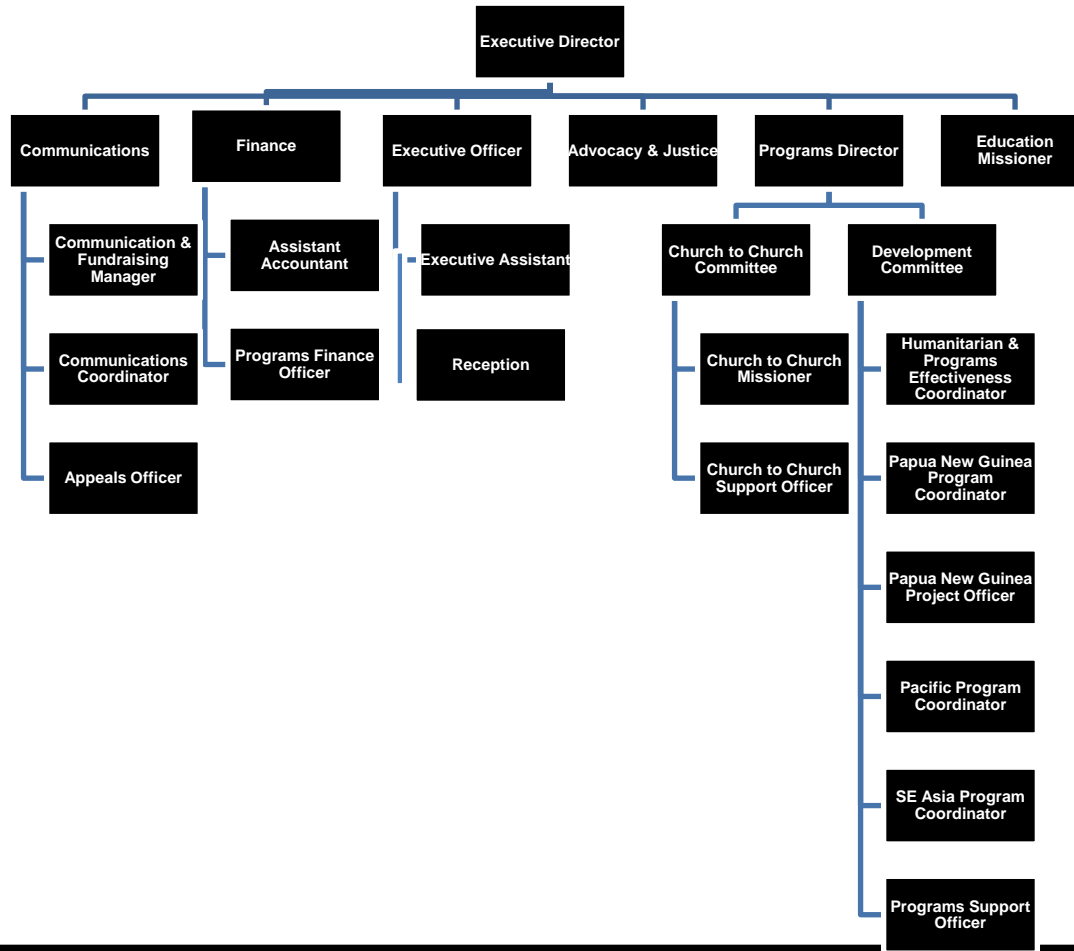 Executive Director
Communications
Finance
Executive Officer
Advocacy & Justice
Programs Director
Education
Missioner
Communication &
Fundraising
Manager
Communications
Coordinator
Appeals Officer
Assistant
Accountant
Programs Finance
Officer
Executive Assistant
Reception
Church to Church
Committee
Church to Church
Missioner
Church to Church
Support Officer
Development
Committee
Humanitarian &
Programs
Effectiveness
Coordinator
Papua New Guinea
Program
Coordinator
Papua New Guinea
Project Officer
Pacific Program
Coordinator
SE Asia Program
Coordinator
Programs Support
Officer